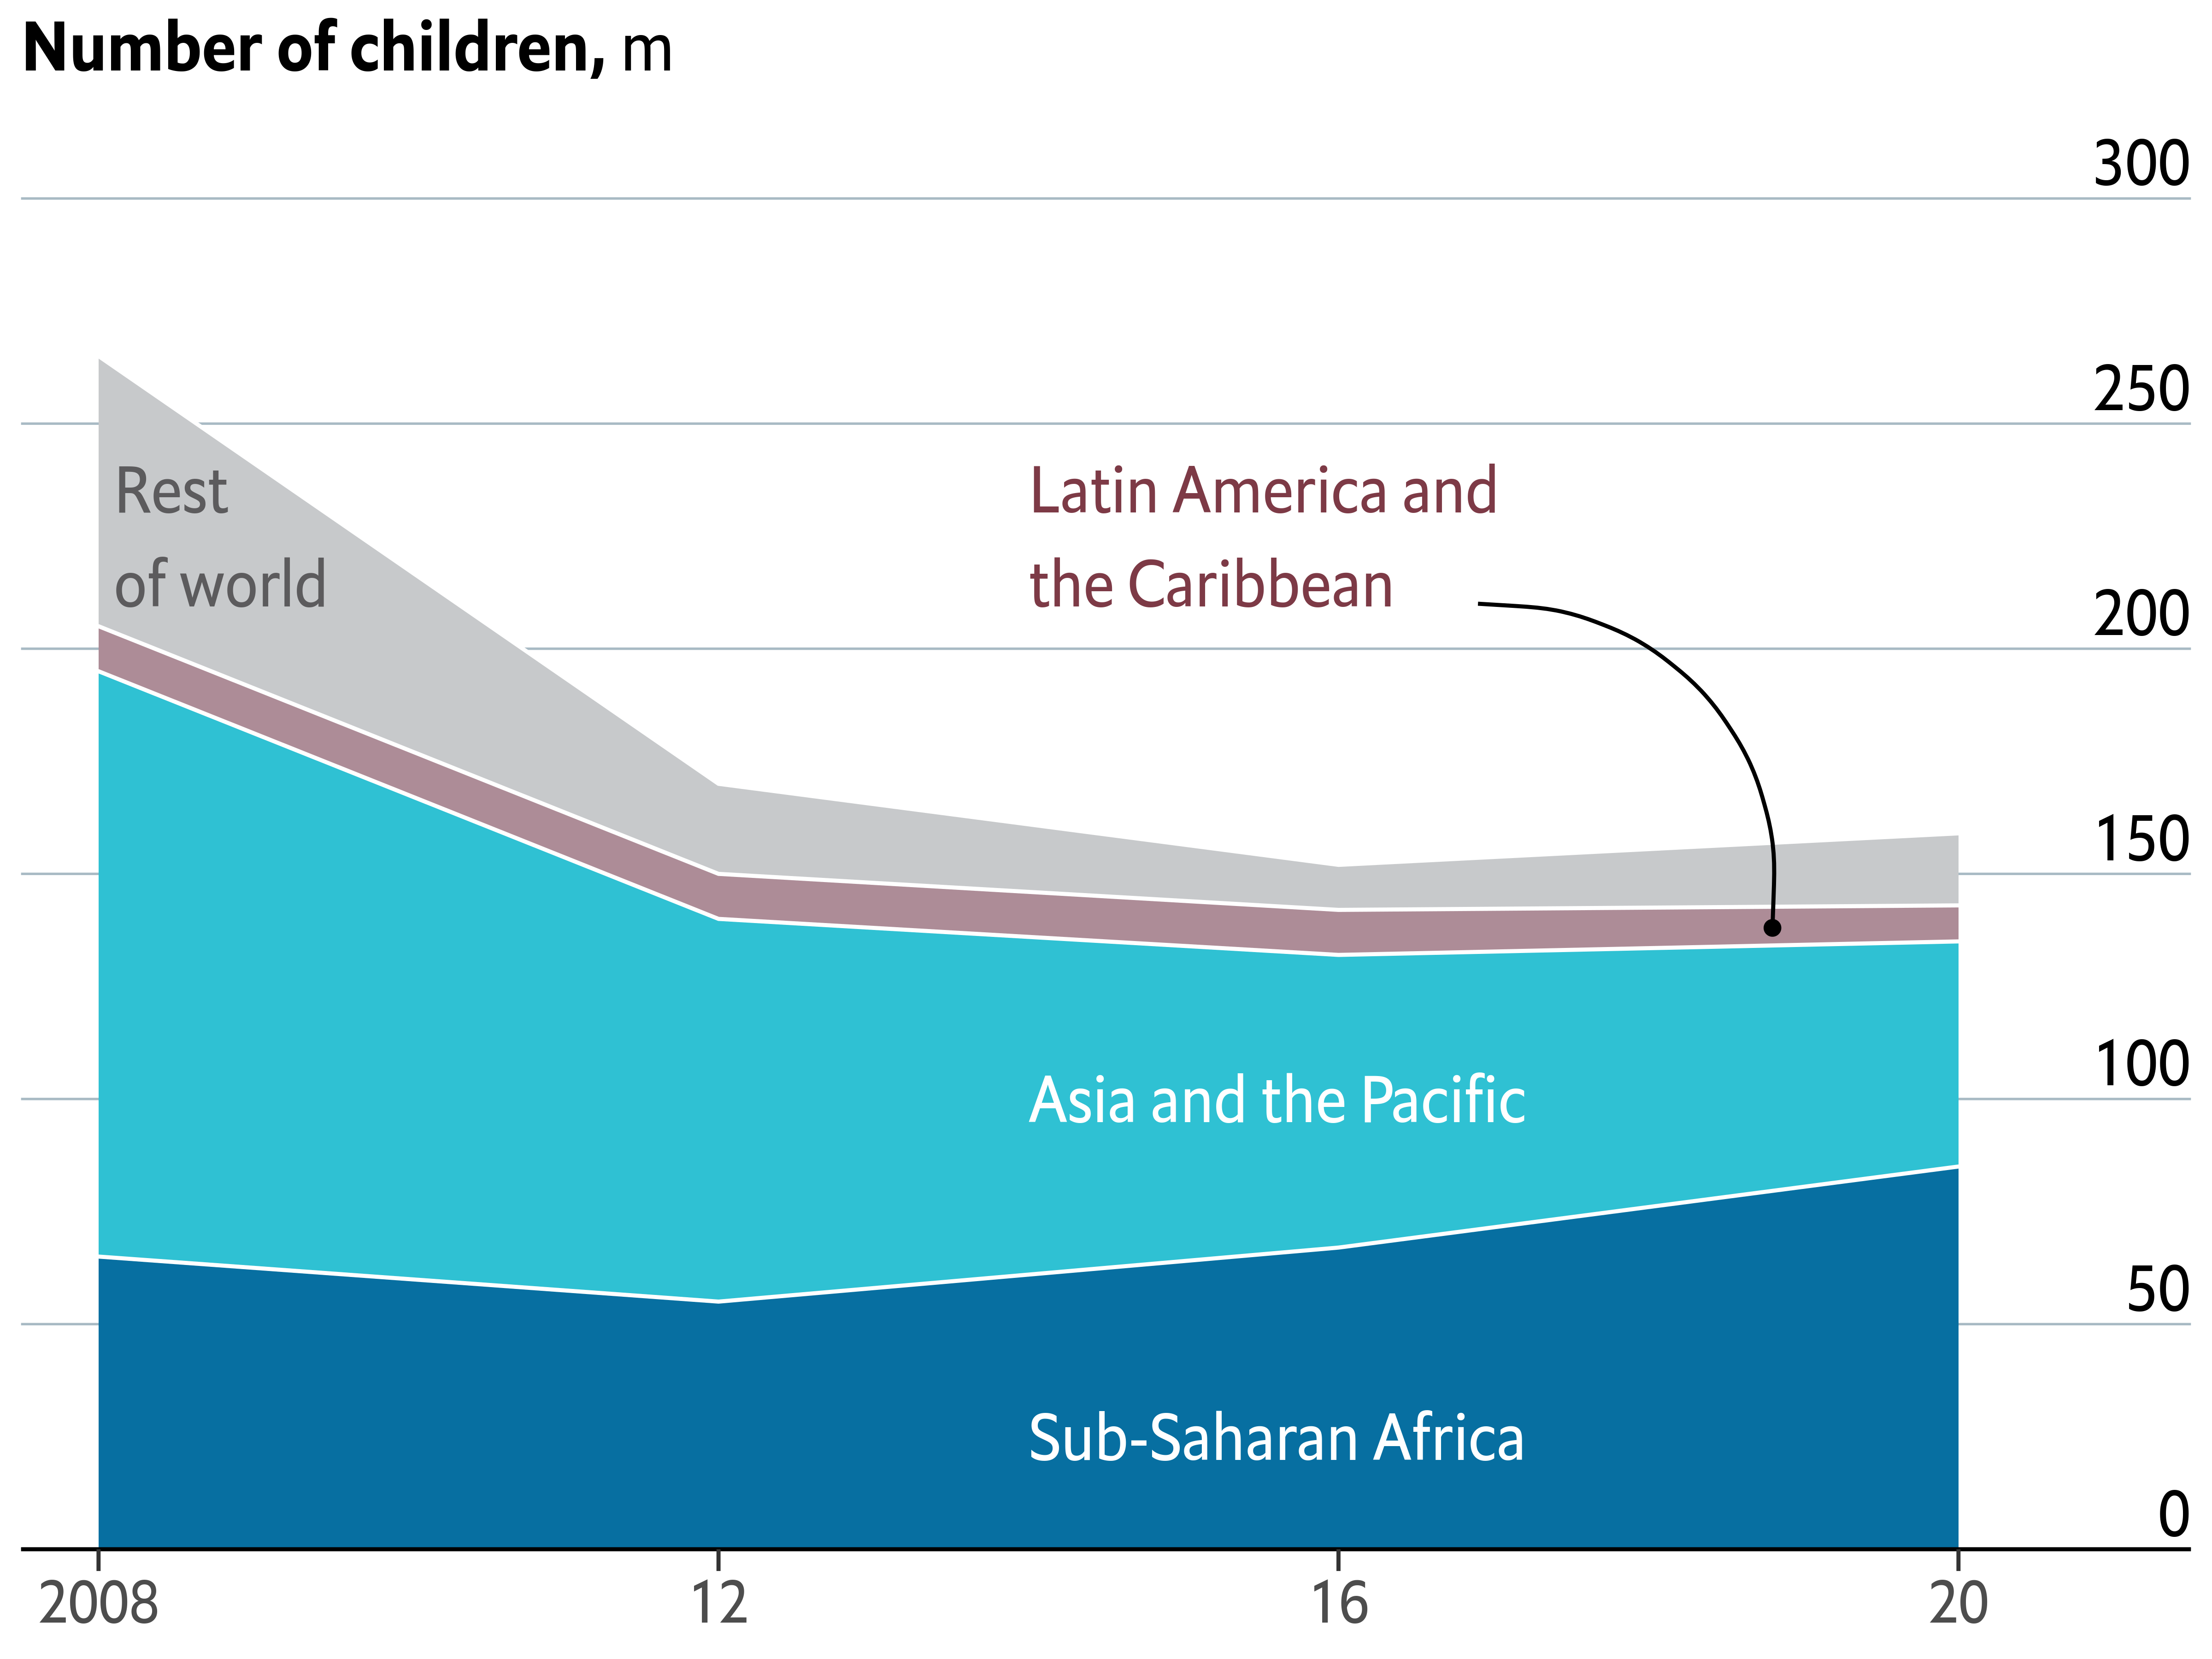 Number of children, m
300
250
Rest
of world
Latin America and
the Caribbean
200
150
100
Asia and the Pacific
50
Sub-Saharan Africa
0
2008
12
16
20